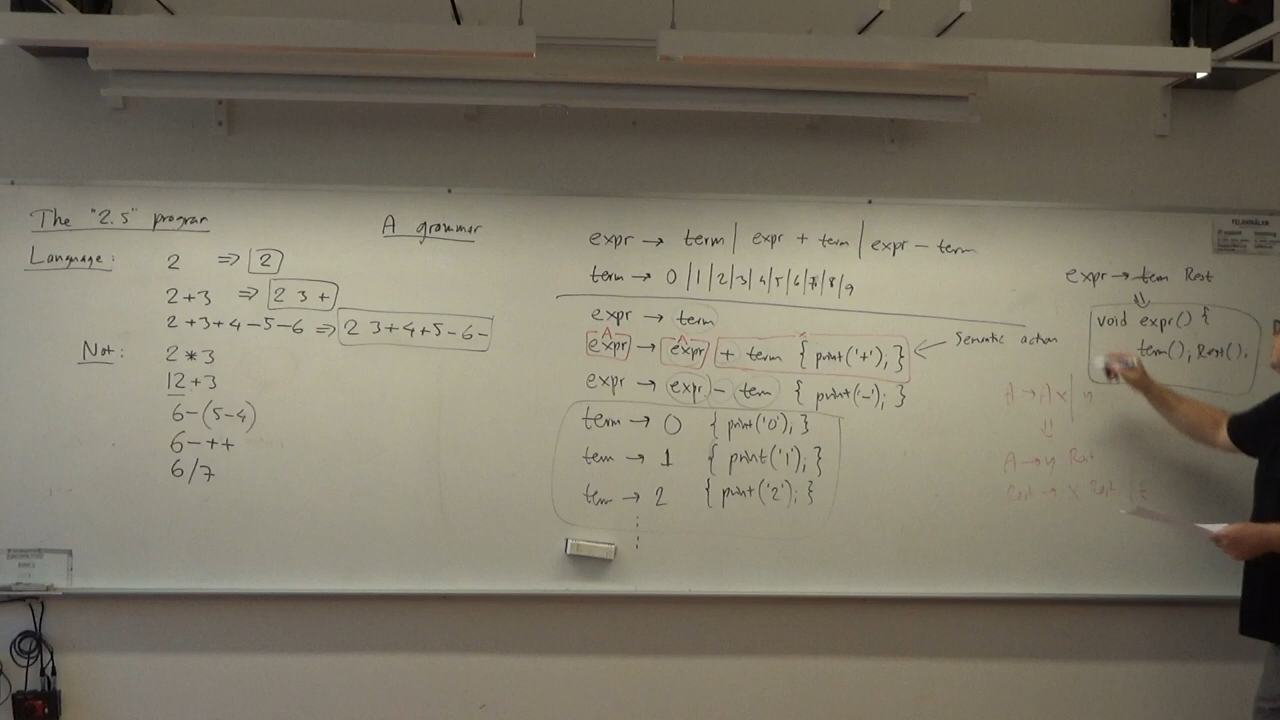 The "2.5" program
Language:
2 => 2
2+3 => 2 3 +
2+3+4-5-6 => 2 3+4+5-6-
Not:
2*3
12+3
6-(5-4)
6-++
6/7
A grammar
expr → term | expr + term | expr - term
term → 0|1|2|3|4|5|6|7|8|9
expr → term
A A x
expr → expr + term { print('+'); }
Semantic action
expr → expr - term { print('-'); }
term → 0 { print('0'); }
term → 1 { print('1'); }
term → 2 { print('2'); }
expr → term Rest
⇓
void expr() {
term(); Rest();
A → A x | y
⇓
A → y Rest
Rest → x Rest | ε